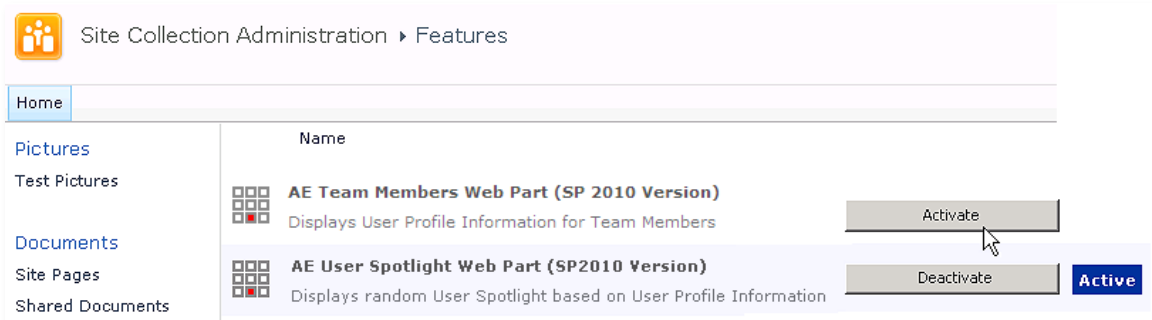 Site Collection Administration ▸ Features
Home
Pictures
Test Pictures
Documents
Site Pages
Shared Documents
Name
AE Team Members Web Part (SP 2010 Version)
Displays User Profile Information for Team Members
Activate
AE User Spotlight Web Part (SP2010 Version)
Displays random User Spotlight based on User Profile Information
Deactivate
Active